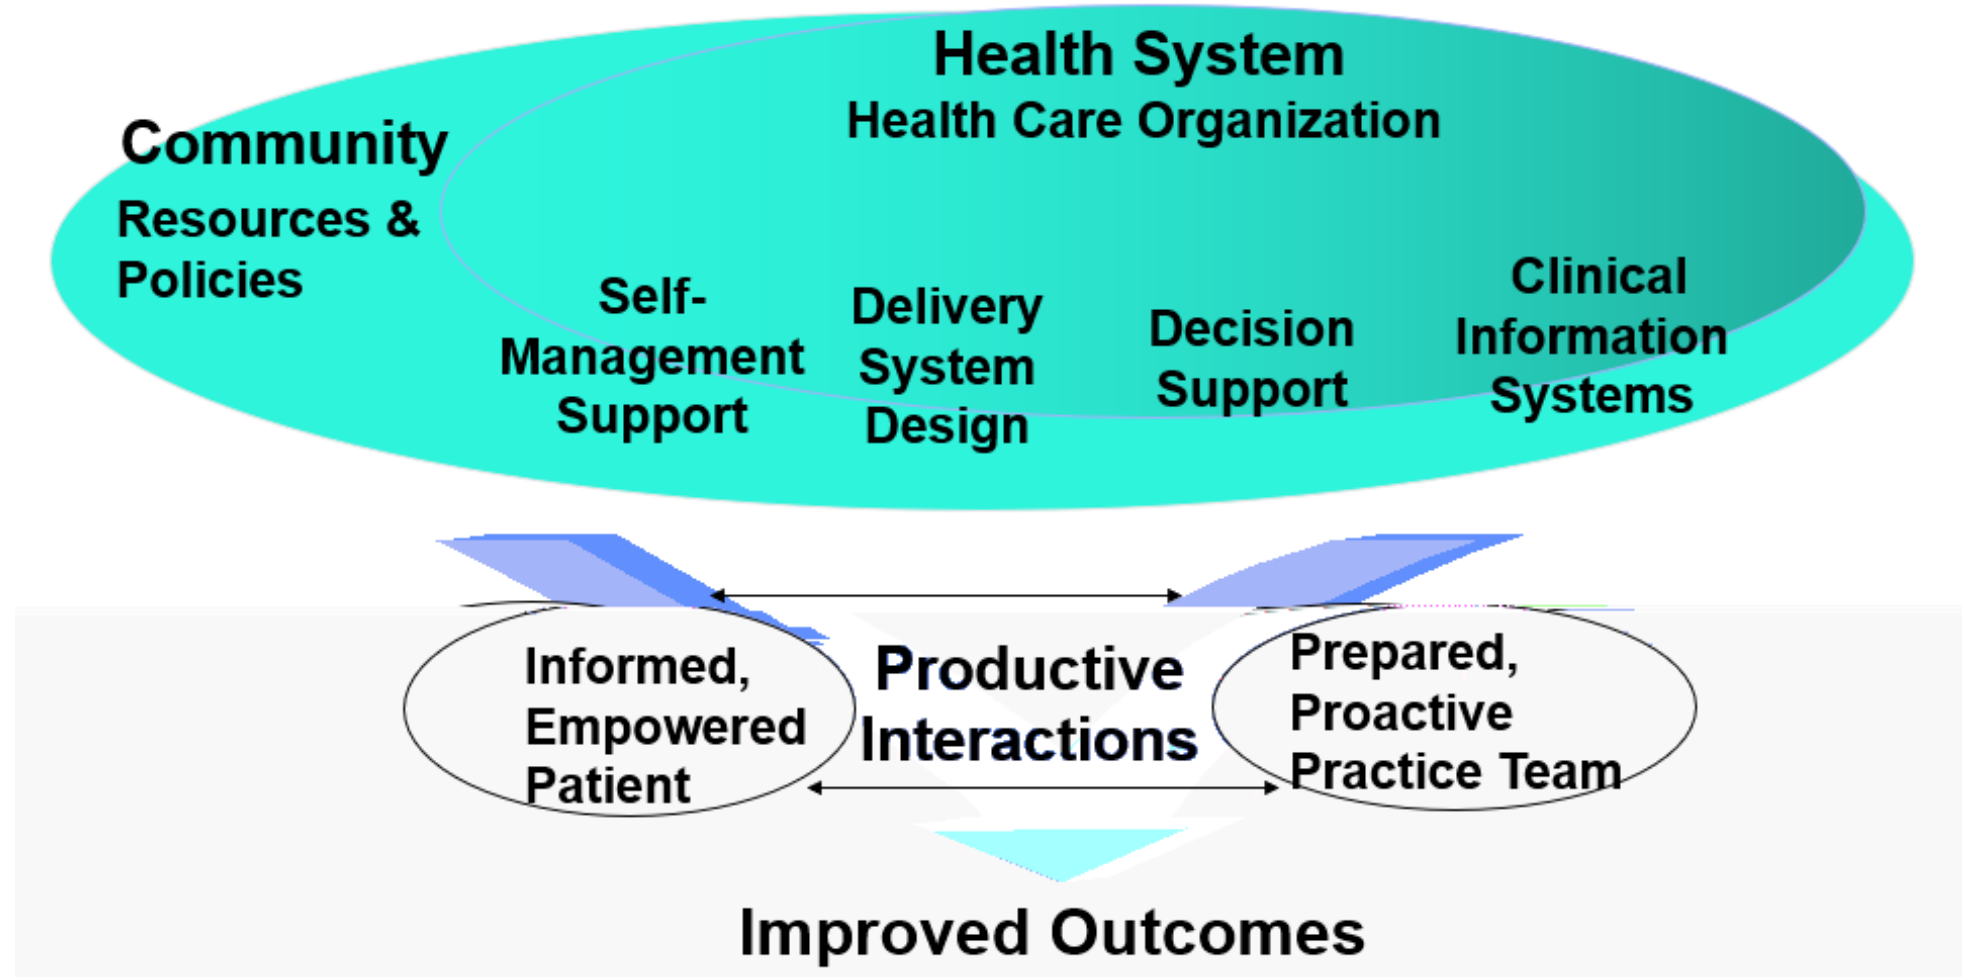 Health System
Health Care Organization
Community
Resources &
Policies
Self-
Management
Support
Delivery
System
Design
Decision
Support
Clinical
Information
Systems
Informed,
Empowered
Patient
Productive
Interactions
Prepared,
Proactive
Practice Team
Improved Outcomes